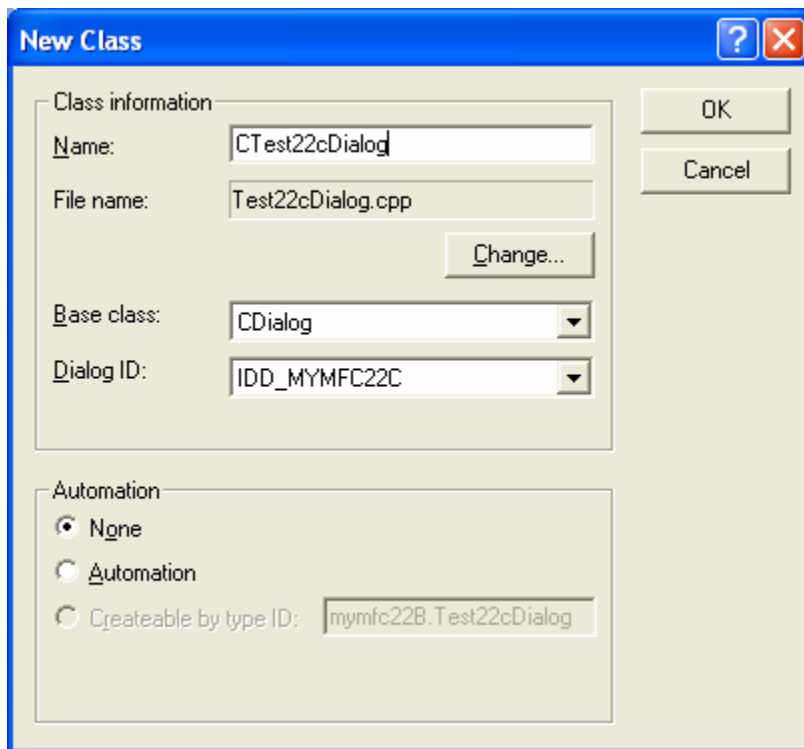 New Class
Class information
OK
Name: CTest22cDialog
Cancel
File name: Test22cDialog.cpp
Change...
Base class: CDialog
Dialog ID: IDD_MYMFC22C
Automation
None
Automation
Createable by type ID: mymfc22B.Test22cDialog